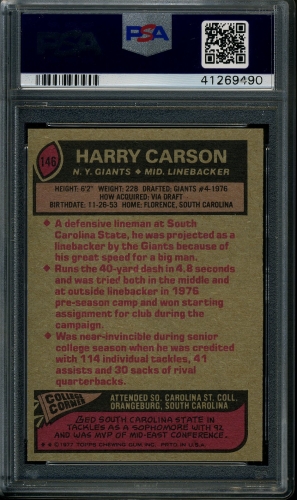 PSA
PSA
41269490
146
HARRY CARSON
N.Y. GIANTS ◆ MID. LINEBACKER
HEIGHT: 6'2" WEIGHT: 228 DRAFTED: GIANTS #4-1976
HOW ACQUIRED: VIA DRAFT
BIRTHDATE: 11-26-53 HOME: FLORENCE, SOUTH CAROLINA
◆ A defensive lineman at South
Carolina State, he was projected as a
linebacker by the Giants because of
his great speed for a big man.
◆ Runs the 40-yard dash in 4.8 seconds
and was tried both in the middle and
at outside linebacker in 1976
pre-season camp and won starting
assignment for club during the
campaign.
◆ Was near-invincible during senior
college season when he was credited
with 114 individual tackles, 41
assists and 30 sacks of rival
quarterbacks.
COLLEGE
CORNER
ATTENDED SO. CAROLINA ST. COLL.
ORANGEBURG, SOUTH CAROLINA
LED SOUTH CAROLINA STATE IN
TACKLES AS A SOPHOMORE WITH 91
AND WAS MVP OF MID-EAST CONFERENCE.
★ ★ © 1977 TOPPS CHEWING GUM, INC. PRTD. IN U.S.A.